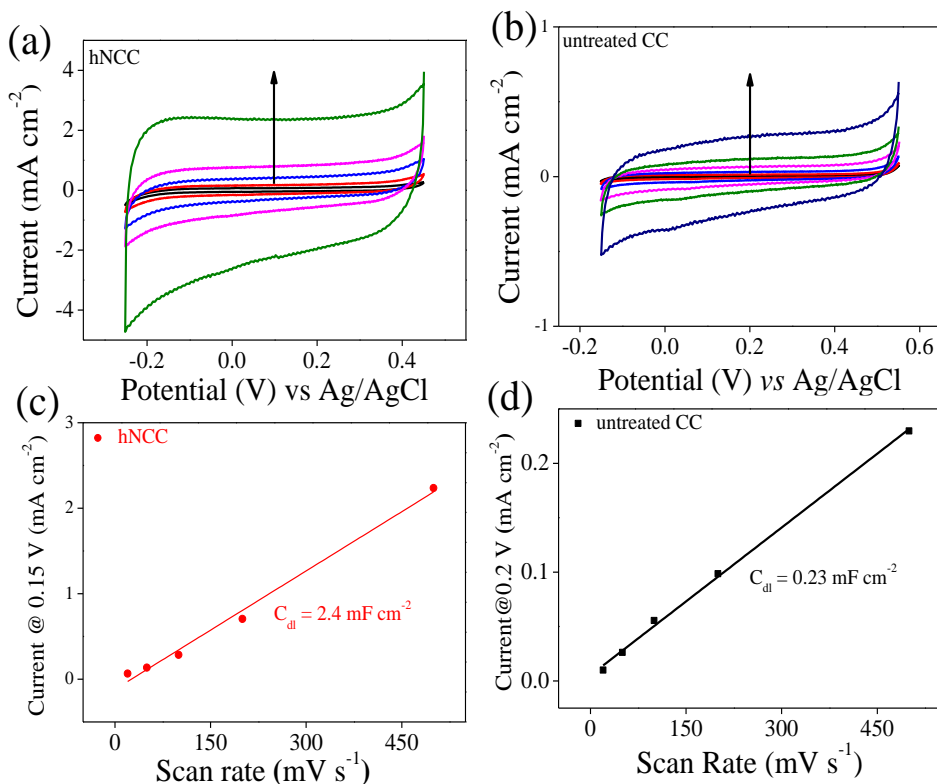 (a)
hNCC
4
2
0
-2
-4
-0.2 0.0 0.2 0.4
Current (mA cm-2)
Potential (V) vs Ag/AgCl
(b)
untreated CC
1
0
-1
0.0 0.2 0.4 0.6
Current (mA cm-2)
Potential (V) vs Ag/AgCl
(c)
hNCC
3
2
1
0
0 150 300 450
Cdl = 2.4 mF cm-2
Current @ 0.15 V (mA cm-2)
Scan rate (mV s-1)
(d)
untreated CC
0.2
0.1
0.0
0 150 300 450
Cdl = 0.23 mF cm-2
Current@0.2 V (mA cm-2)
Scan Rate (mV s-1)